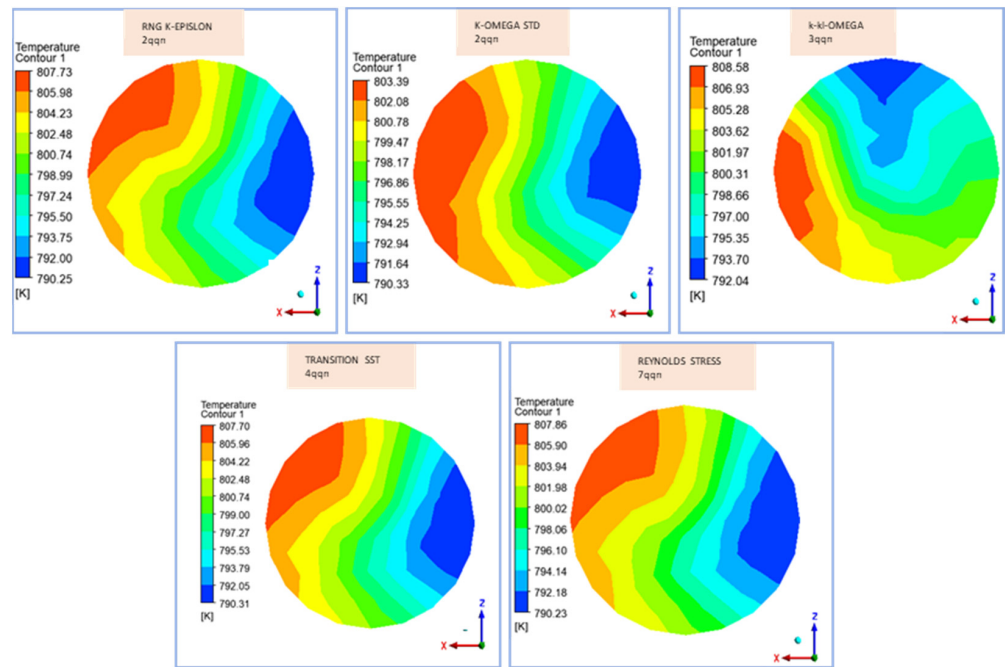 RNG K-EPISLON
2qqn
Temperature
Contour 1
807.73
805.98
804.23
802.48
800.74
798.99
797.24
795.50
793.75
792.00
790.25
[K]
X
Z
K-OMEGA STD
2qqn
Temperature
Contour 1
803.39
802.08
800.78
799.47
798.17
796.86
795.55
794.25
792.94
791.64
790.33
[K]
X
Z
k-kl-OMEGA
3qqn
Temperature
Contour 1
808.58
806.93
805.28
803.62
801.97
800.31
798.66
797.00
795.35
793.70
792.04
[K]
X
Z
TRANSITION SST
4qqn
Temperature
Contour 1
807.70
805.96
804.22
802.48
800.74
799.00
797.27
795.53
793.79
792.05
790.31
[K]
X
Z
REYNOLDS STRESS
7qqn
Temperature
Contour 1
807.86
805.90
803.94
801.98
800.02
798.06
796.10
794.14
792.18
790.23
[K]
X
Z